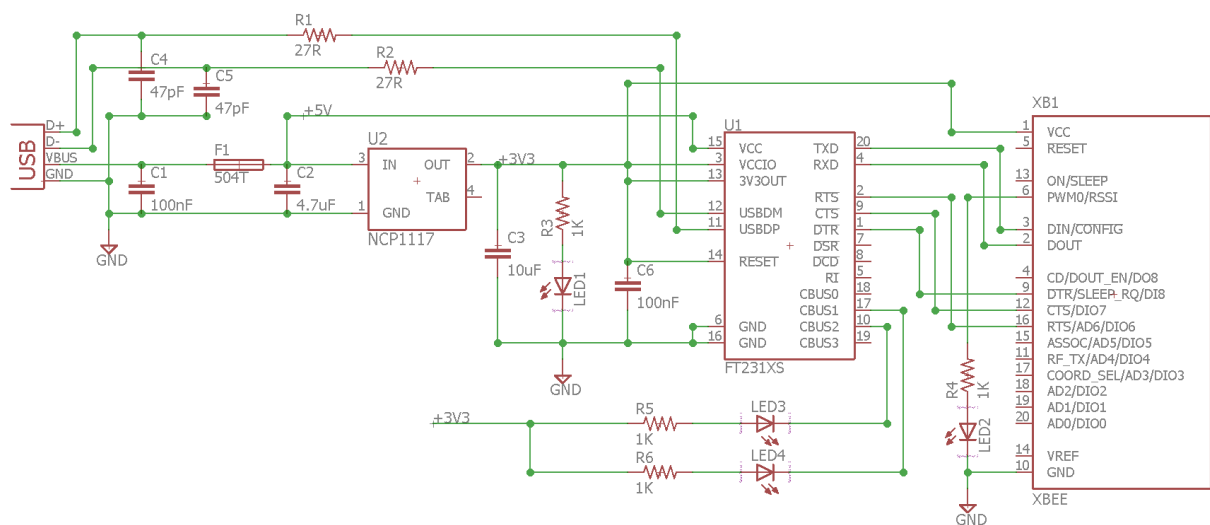 R1
27R
R2
27R
C4
47pF
C5
47pF
USB
D+
D-
VBUS
GND
+5V
F1
504T
C1
100nF
C2
4.7uF
GND
U2
3 IN OUT 2
TAB 4
1 GND
NCP1117
+3V3
R3
1K
LED1
C3
10uF
GND
C6
100nF
U1
15 VCC TXD 20
3 VCCIO RXD 4
13 3V3OUT
RTS 2
12 USBDM CTS 9
11 USBDP DTR 1
DSR 7
14 RESET DCD 8
RI 5
CBUS0 18
CBUS1 17
6 GND CBUS2 10
16 GND CBUS3 19
FT231XS
+3V3
R5
1K
LED3
R6
1K
LED4
XB1
1 VCC
5 RESET
13 ON/SLEEP
6 PWM0/RSSI
3 DIN/CONFIG
2 DOUT
4 CD/DOUT_EN/DO8
9 DTR/SLEEP_RQ/DI8
12 CTS/DIO7
16 RTS/AD6/DIO6
15 ASSOC/AD5/DIO5
11 RF_TX/AD4/DIO4
17 COORD_SEL/AD3/DIO3
18 AD2/DIO2
19 AD1/DIO1
20 AD0/DIO0
14 VREF
10 GND
XBEE
R4
1K
LED2
GND